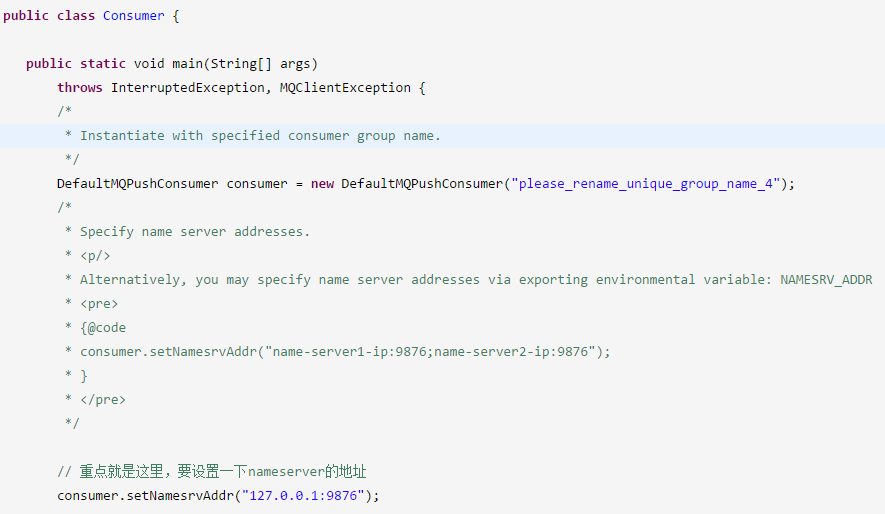 public class Consumer {
public static void main(String[] args)
throws InterruptedException, MQClientException {
/*
* Instantiate with specified consumer group name.
*/
DefaultMQPushConsumer consumer = new DefaultMQPushConsumer("please_rename_unique_group_name_4");
/*
* Specify name server addresses.
* <p/>
* Alternatively, you may specify name server addresses via exporting environmental variable: NAMESRV_ADDR
* <pre>
* {@code
* consumer.setNamesrvAddr("name-server1-ip:9876;name-server2-ip:9876");
* }
* </pre>
*/
// 重点就是这里，要设置一下nameserver的地址
consumer.setNamesrvAddr("127.0.0.1:9876");